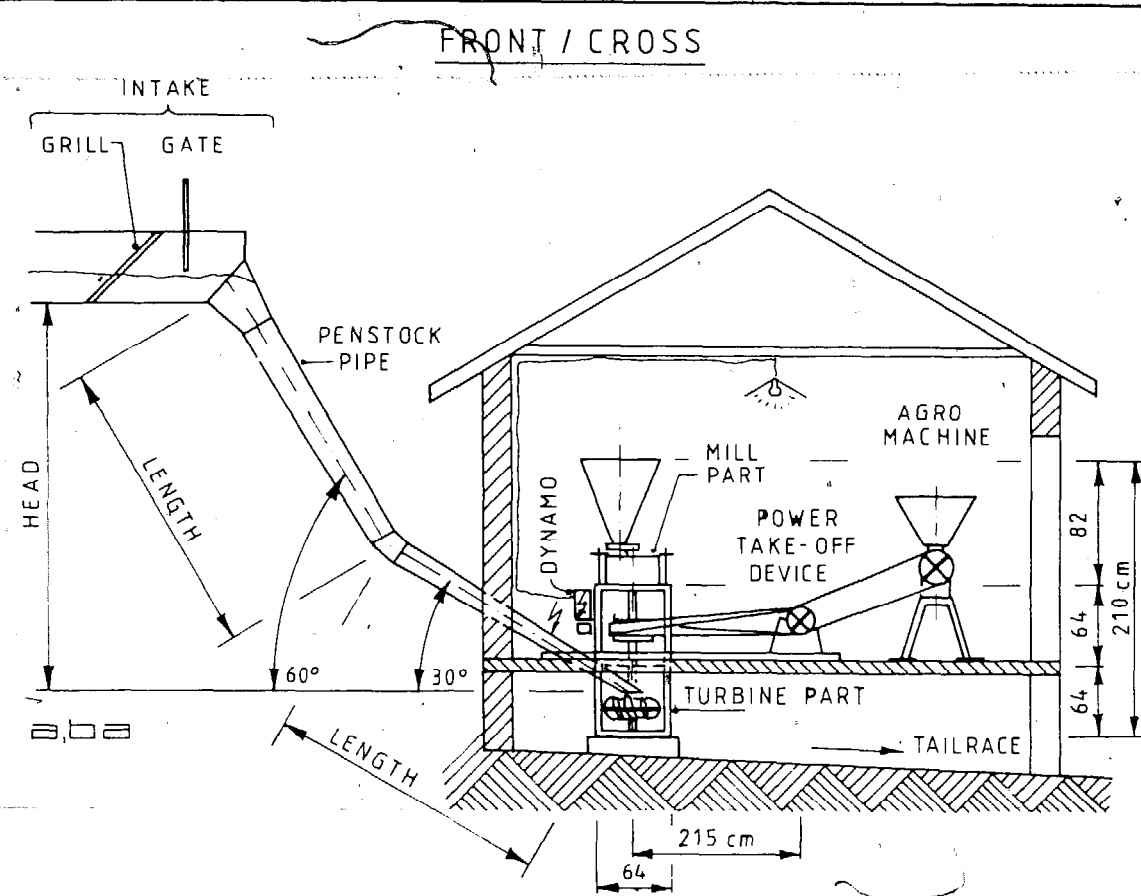 FRONT / CROSS
INTAKE
GRILL
GATE
PENSTOCK
PIPE
HEAD
LENGTH
60°
30°
LENGTH
a,ba
DYNAMO
MILL
PART
AGRO
MACHINE
POWER
TAKE-OFF
DEVICE
82
64
64
210 cm
TURBINE PART
TAILRACE
215 cm
64